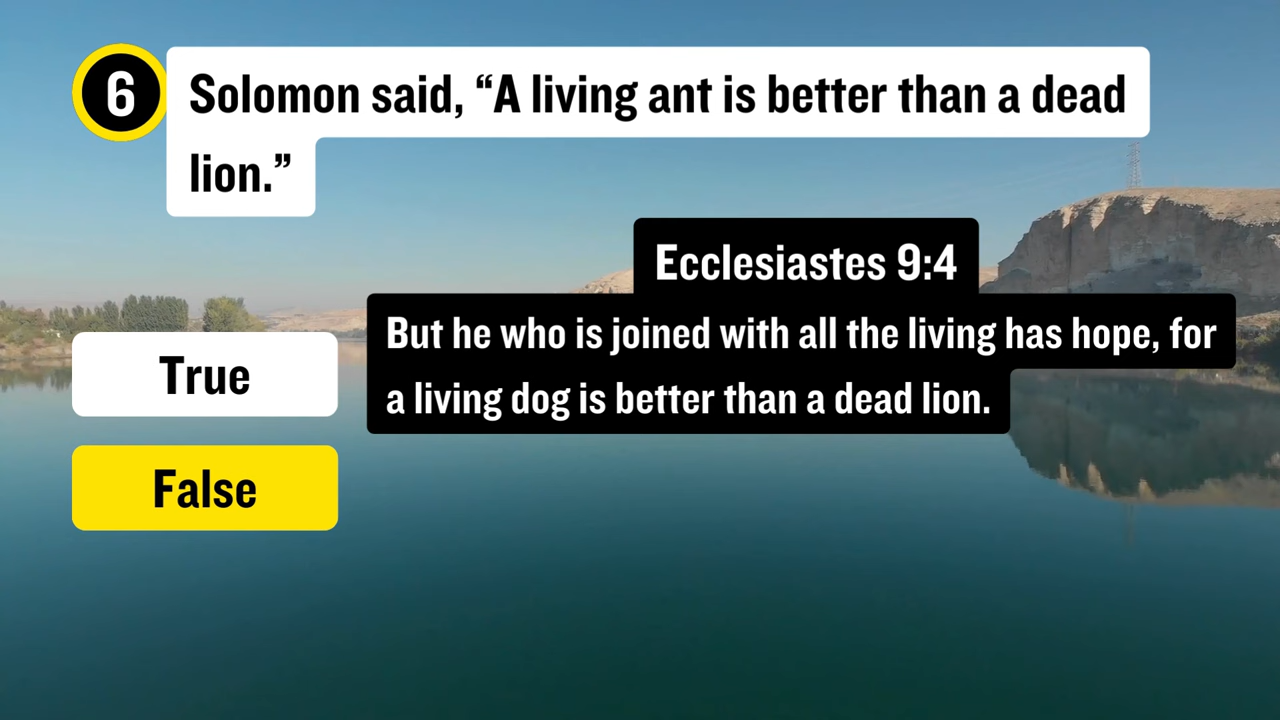 6
Solomon said, “A living ant is better than a dead
lion.”
Ecclesiastes 9:4
But he who is joined with all the living has hope, for
a living dog is better than a dead lion.
True
False